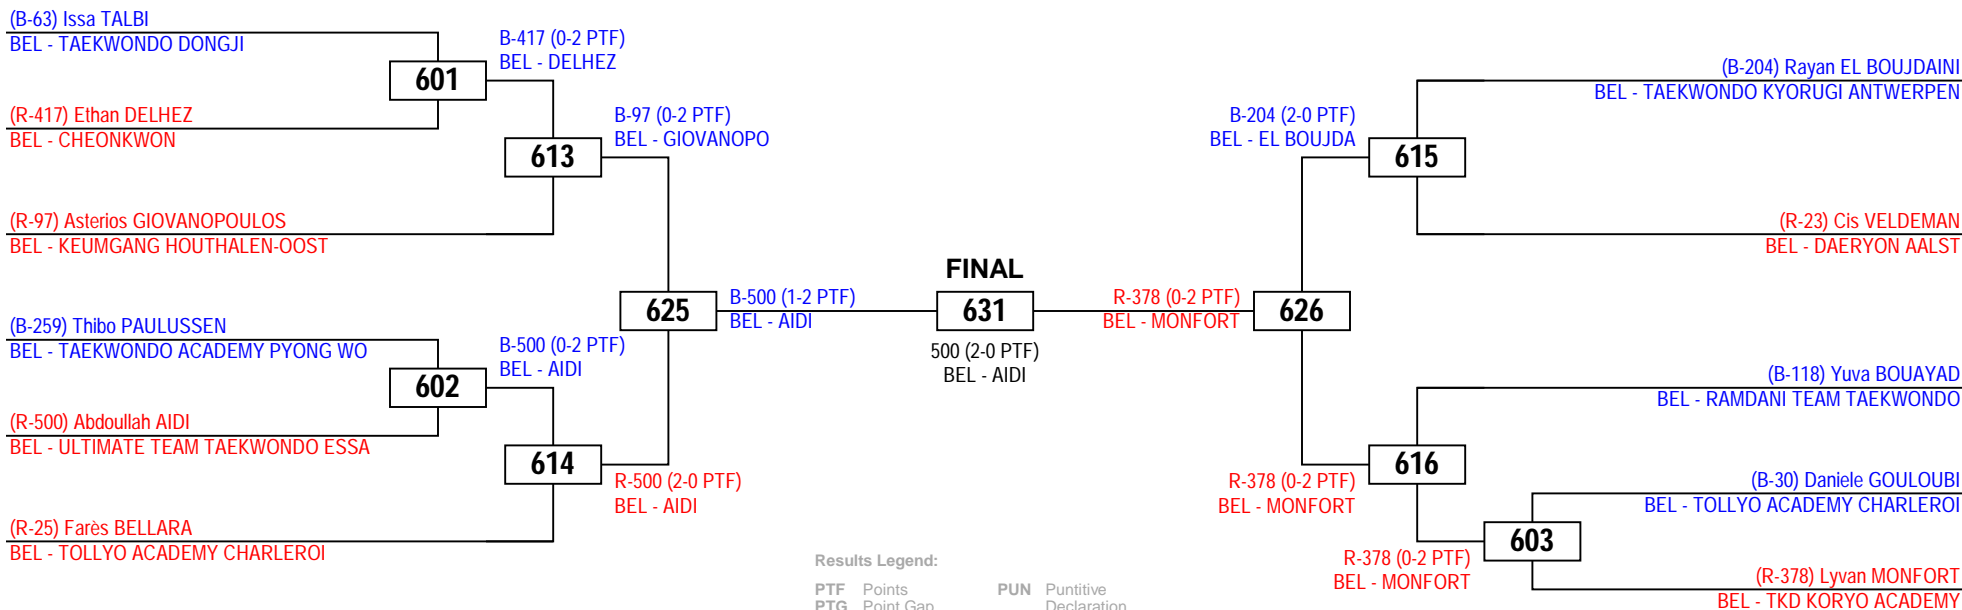 (B-63) Issa TALBI
BEL - TAEKWONDO DONGJI
601
(R-417) Ethan DELHEZ
BEL - CHEONKWON
B-417 (0-2 PTF)
BEL - DELHEZ
613
(R-97) Asterios GIOVANOPOULOS
BEL - KEUMGANG HOUTHALEN-OOST
B-97 (0-2 PTF)
BEL - GIOVANOPO
625
(B-259) Thibo PAULUSSEN
BEL - TAEKWONDO ACADEMY PYONG WO
602
(R-500) Abdoullah AIDI
BEL - ULTIMATE TEAM TAEKWONDO ESSA
B-500 (0-2 PTF)
BEL - AIDI
614
(R-25) Farès BELLARA
BEL - TOLLYO ACADEMY CHARLEROI
R-500 (2-0 PTF)
BEL - AIDI
B-500 (1-2 PTF)
BEL - AIDI
FINAL
631
500 (2-0 PTF)
BEL - AIDI
R-378 (0-2 PTF)
BEL - MONFORT
626
B-204 (2-0 PTF)
BEL - EL BOUJDA
615
(B-204) Rayan EL BOUJDAINI
BEL - TAEKWONDO KYORUGI ANTWERPEN
(R-23) Cis VELDEMAN
BEL - DAERYON AALST
R-378 (0-2 PTF)
BEL - MONFORT
616
(B-118) Yuva BOUAYAD
BEL - RAMDANI TEAM TAEKWONDO
R-378 (0-2 PTF)
BEL - MONFORT
603
(B-30) Daniele GOULOUBI
BEL - TOLLYO ACADEMY CHARLEROI
(R-378) Lyvan MONFORT
BEL - TKD KORYO ACADEMY
Results Legend:
PTF Points PUN Puntitive
PTG Point Gap Declaration